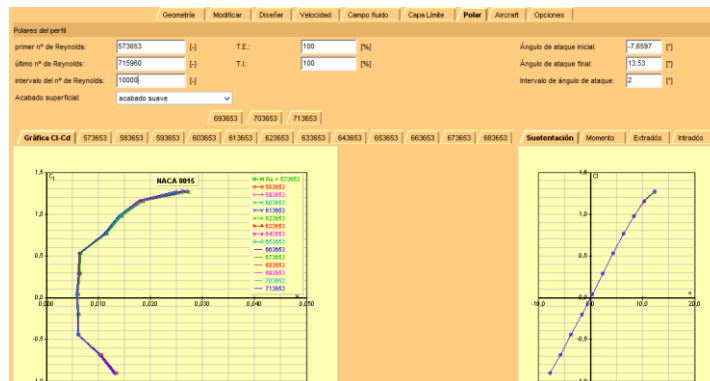 Geometría Modificar Diseñar Velocidad Campo fluido Capa Límite Polar Aircraft Opciones
Polares del perfil
primer nº de Reynolds: 573653 [-] T.E.: 100 [%] Ángulo de ataque inicial: -7,6597 [°]
último nº de Reynolds: 715960 [-] T.I.: 100 [%] Ángulo de ataque final: 13.53 [°]
intervalo del nº de Reynolds: 10000 [-] Intervalo de ángulo de ataque: 2 [°]
Acabado superficial: acabado suave
693653 703653 713653
Gráfica Cl-Cd 573653 583653 593653 603653 613653 623653 633653 643653 653653 663653 673653 683653 Sustentación Momento Extradós Intradós
NACA 0015
Re = 573653
583653
593653
603653
613653
623653
633653
643653
653653
663653
673653
683653
693653
703653
713653
1,5
1,0
0,5
0,0
-0,5
-1,0
0,000 0,010 0,020 0,030 0,040 0,050
Cl
1,5
1,0
0,5
0,0
-0,5
-1,0
-10,0 0,0 10,0 20,0